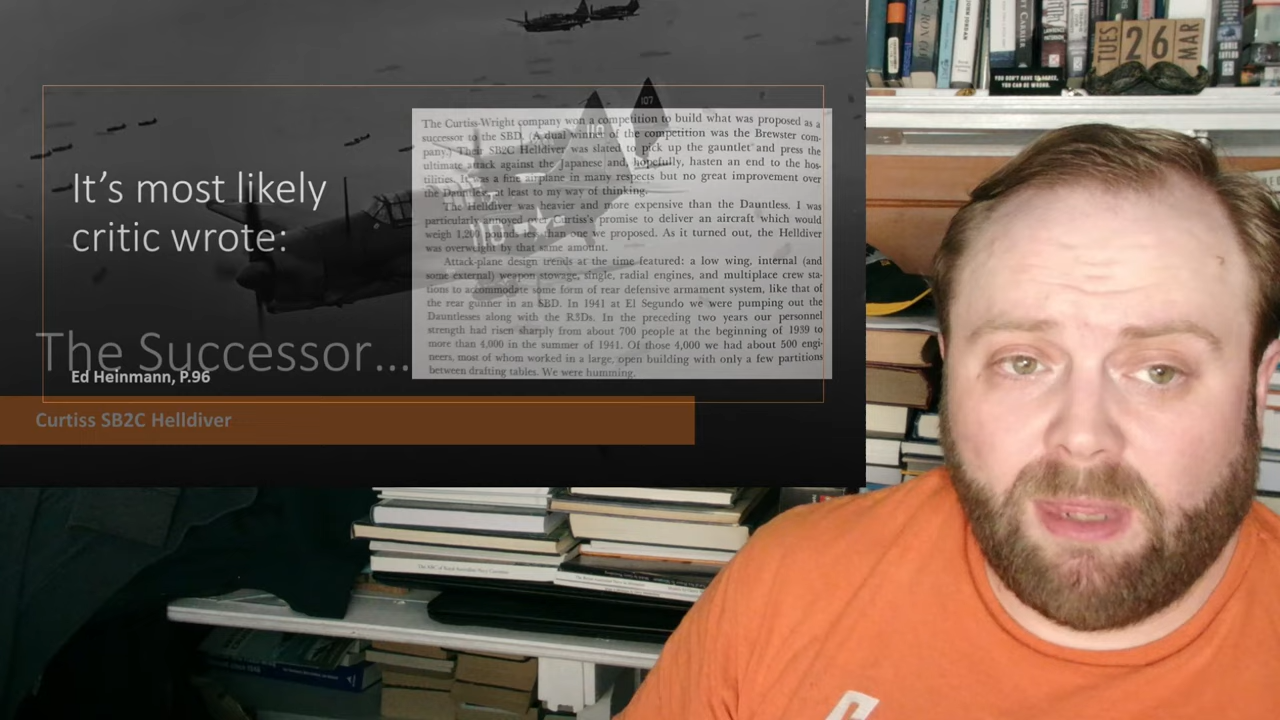 It's most likely
critic wrote:
The Successor...
Ed Heinmann, P.96
Curtiss SB2C Helldiver
107
The Curtiss-Wright company won a competition to build what was proposed as a
successor to the SBD. (A dual winner of the competition was the Brewster com-
pany.) The SB2C Helldiver was slated to pick up the gauntlet and press the
ultimate attack against the Japanese and, hopefully, hasten an end to the hos-
tilities. It was a fine airplane in many respects but no great improvement over
the Dauntless, at least to my way of thinking.
The Helldiver was heavier and more expensive than the Dauntless. I was
particularly annoyed over Curtiss's promise to deliver an aircraft which would
weigh 1,200 pounds less than one we proposed. As it turned out, the Helldiver
was overweight by that same amount.
Attack-plane design trends at the time featured: a low wing, internal (and
some external) weapon stowage, single, radial engines, and multiplace crew sta-
tions to accommodate some form of rear defensive armament system, like that of
the rear gunner in an SBD. In 1941 at El Segundo we were pumping out the
Dauntlesses along with the R3Ds. In the preceding two years our personnel
strength had risen sharply from about 700 people at the beginning of 1939 to
more than 4,000 in the summer of 1941. Of those 4,000 we had about 500 engi-
neers, most of whom worked in a large, open building with only a few partitions
between drafting tables. We were humming.
TUES 26 MAR
YOU DON'T HAVE TO AGREE,
YOU CAN BE WRONG.